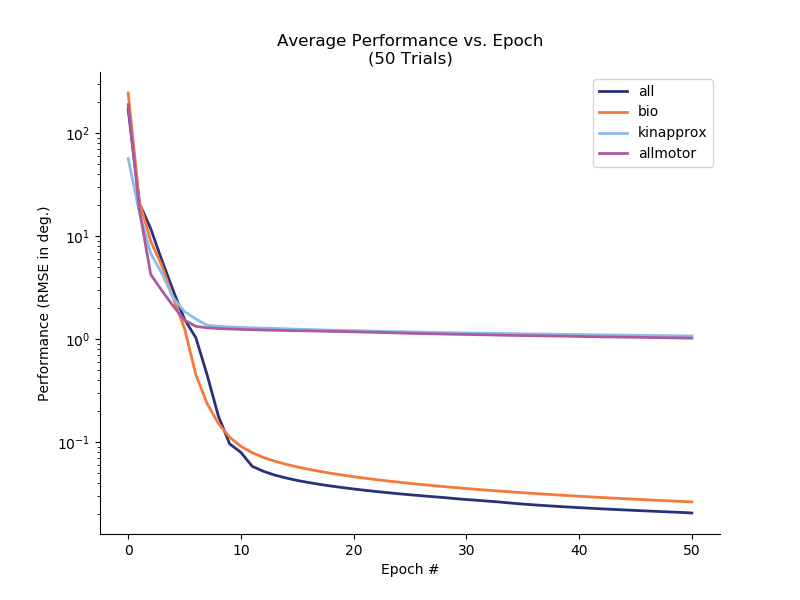 Average Performance vs. Epoch
(50 Trials)
all
bio
kinapprox
allmotor
Performance (RMSE in deg.)
10²
10¹
10⁰
10⁻¹
0 10 20 30 40 50
Epoch #